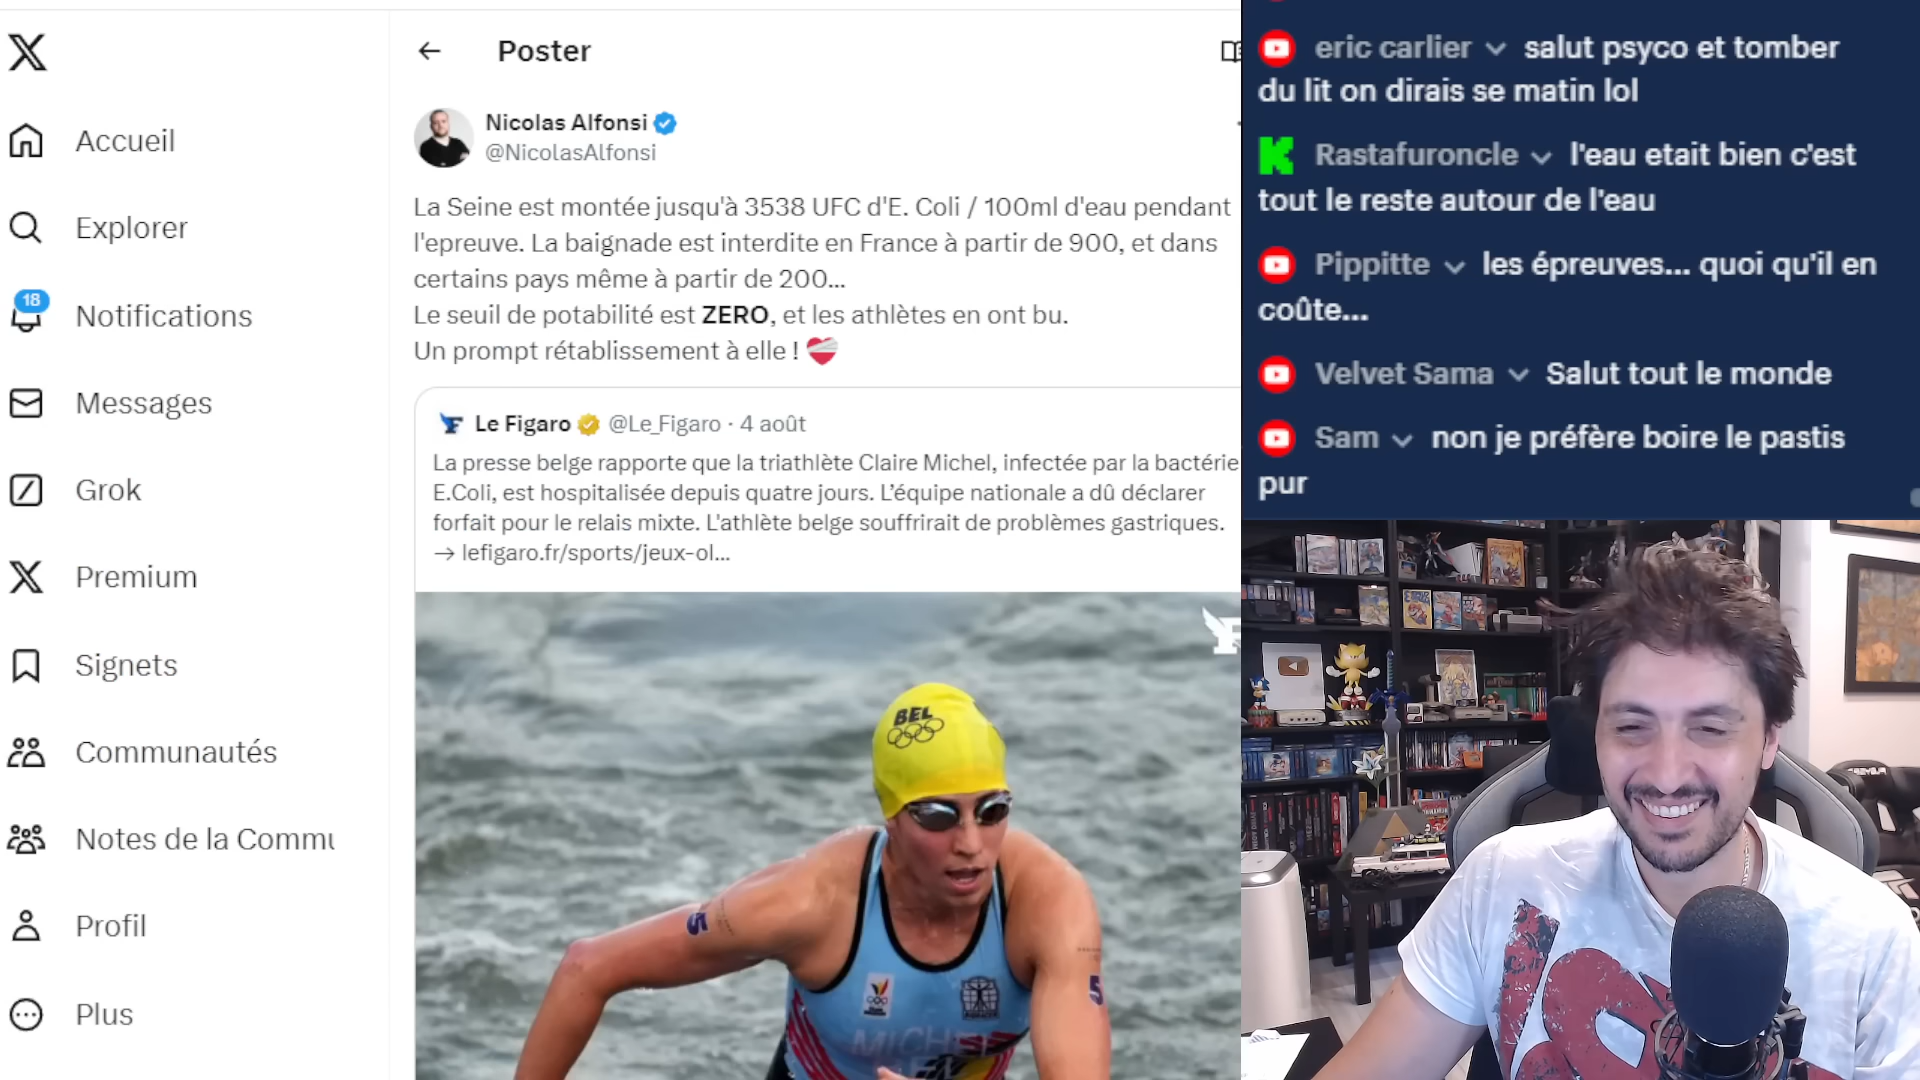 Accueil
Explorer
18
Notifications
Messages
Grok
Premium
Signets
Communautés
Notes de la Commu
Profil
Plus
Poster
Nicolas Alfonsi
@NicolasAlfonsi
La Seine est montée jusqu'à 3538 UFC d'E. Coli / 100ml d'eau pendant
l'epreuve. La baignade est interdite en France à partir de 900, et dans
certains pays même à partir de 200...
Le seuil de potabilité est ZERO, et les athlètes en ont bu.
Un prompt rétablissement à elle !
Le Figaro @Le_Figaro · 4 août
La presse belge rapporte que la triathlète Claire Michel, infectée par la bactérie
E.Coli, est hospitalisée depuis quatre jours. L'équipe nationale a dû déclarer
forfait pour le relais mixte. L'athlète belge souffrirait de problèmes gastriques.
→ lefigaro.fr/sports/jeux-ol...
BEL
5
5
MICHEL
eric carlier salut psyco et tomber
du lit on dirais se matin lol
Rastafuroncle l'eau etait bien c'est
tout le reste autour de l'eau
Pippitte les épreuves... quoi qu'il en
coûte...
Velvet Sama Salut tout le monde
Sam non je préfère boire le pastis
pur